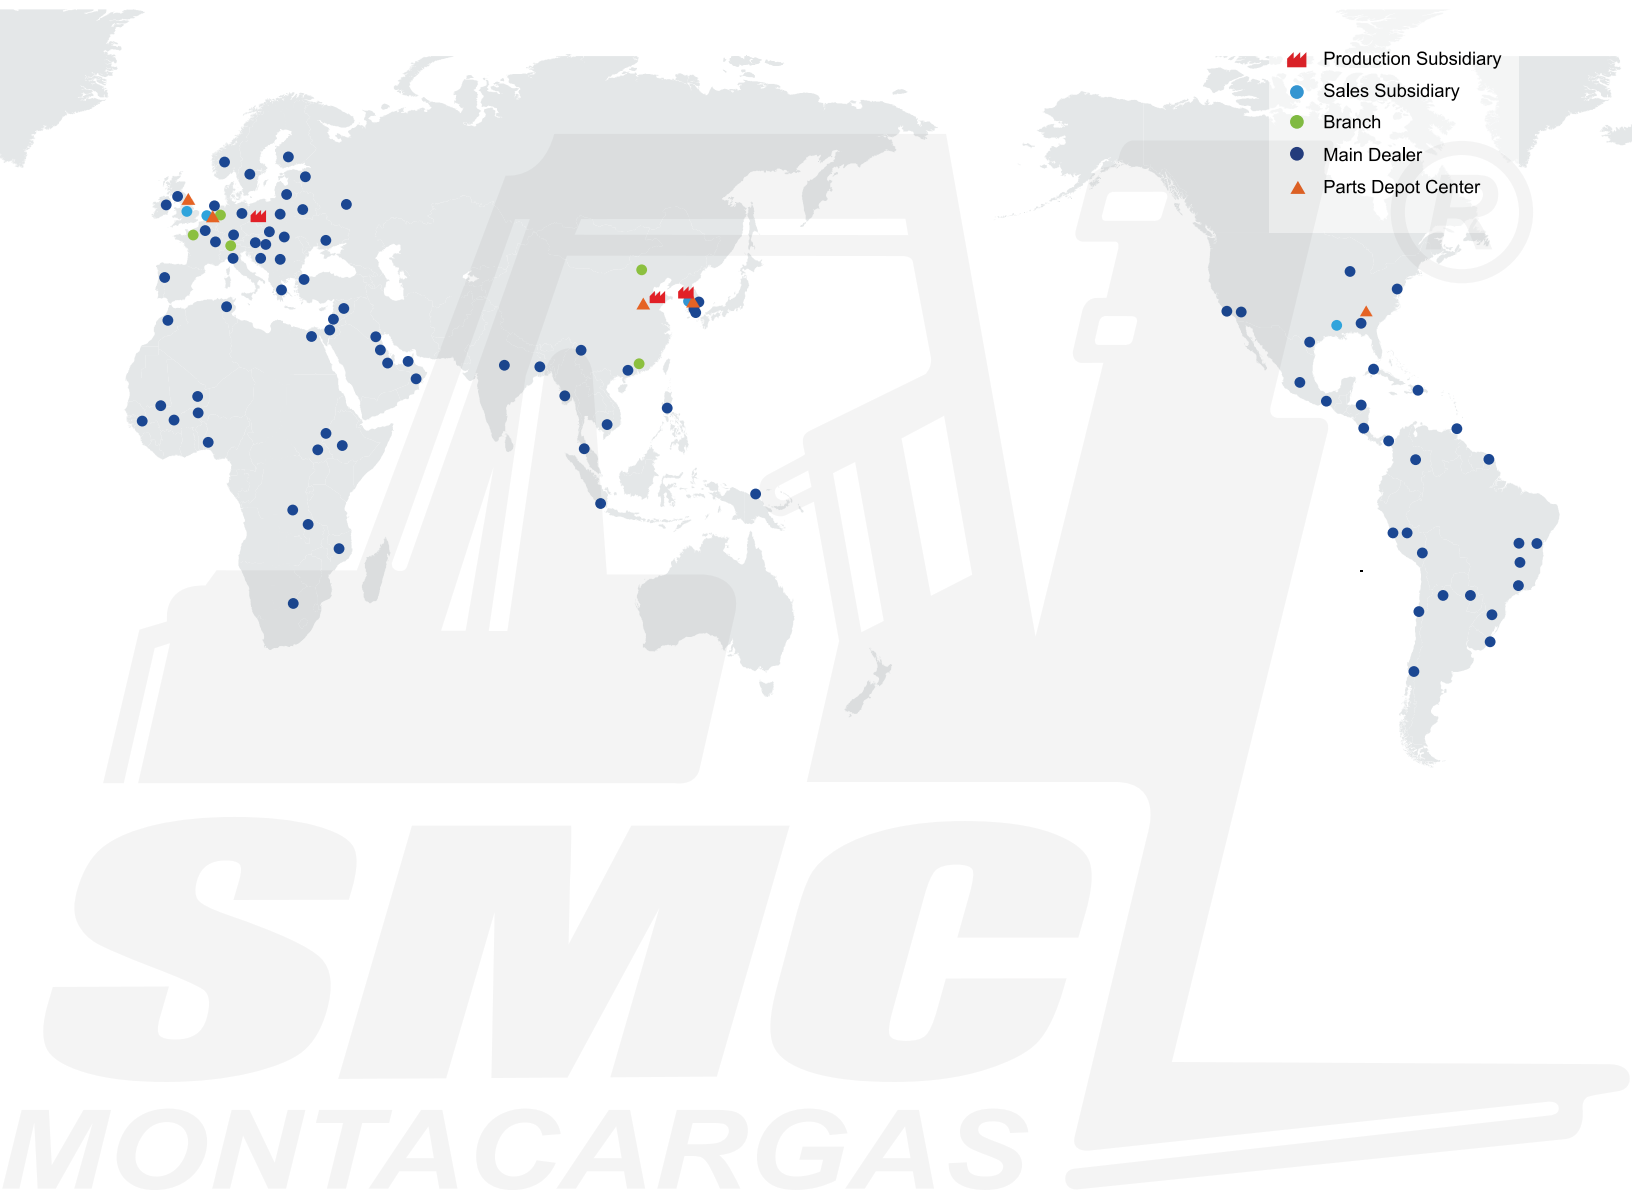 Production Subsidiary
Sales Subsidiary
Branch
Main Dealer
Parts Depot Center
®
SMC
MONTACARGAS